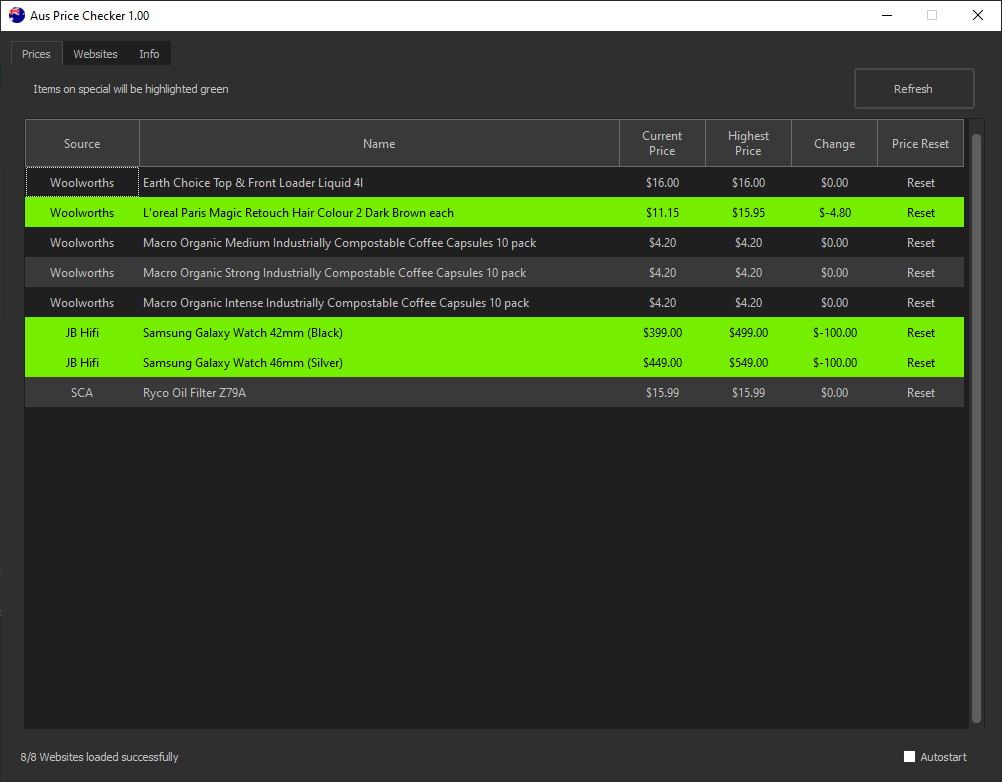 Aus Price Checker 1.00
Prices Websites Info
Items on special will be highlighted green
Refresh
Source Name Current Price Highest Price Change Price Reset
Woolworths Earth Choice Top & Front Loader Liquid 4l $16.00 $16.00 $0.00 Reset
Woolworths L'oreal Paris Magic Retouch Hair Colour 2 Dark Brown each $11.15 $15.95 $-4.80 Reset
Woolworths Macro Organic Medium Industrially Compostable Coffee Capsules 10 pack $4.20 $4.20 $0.00 Reset
Woolworths Macro Organic Strong Industrially Compostable Coffee Capsules 10 pack $4.20 $4.20 $0.00 Reset
Woolworths Macro Organic Intense Industrially Compostable Coffee Capsules 10 pack $4.20 $4.20 $0.00 Reset
JB Hifi Samsung Galaxy Watch 42mm (Black) $399.00 $499.00 $-100.00 Reset
JB Hifi Samsung Galaxy Watch 46mm (Silver) $449.00 $549.00 $-100.00 Reset
SCA Ryco Oil Filter Z79A $15.99 $15.99 $0.00 Reset
8/8 Websites loaded successfully
Autostart